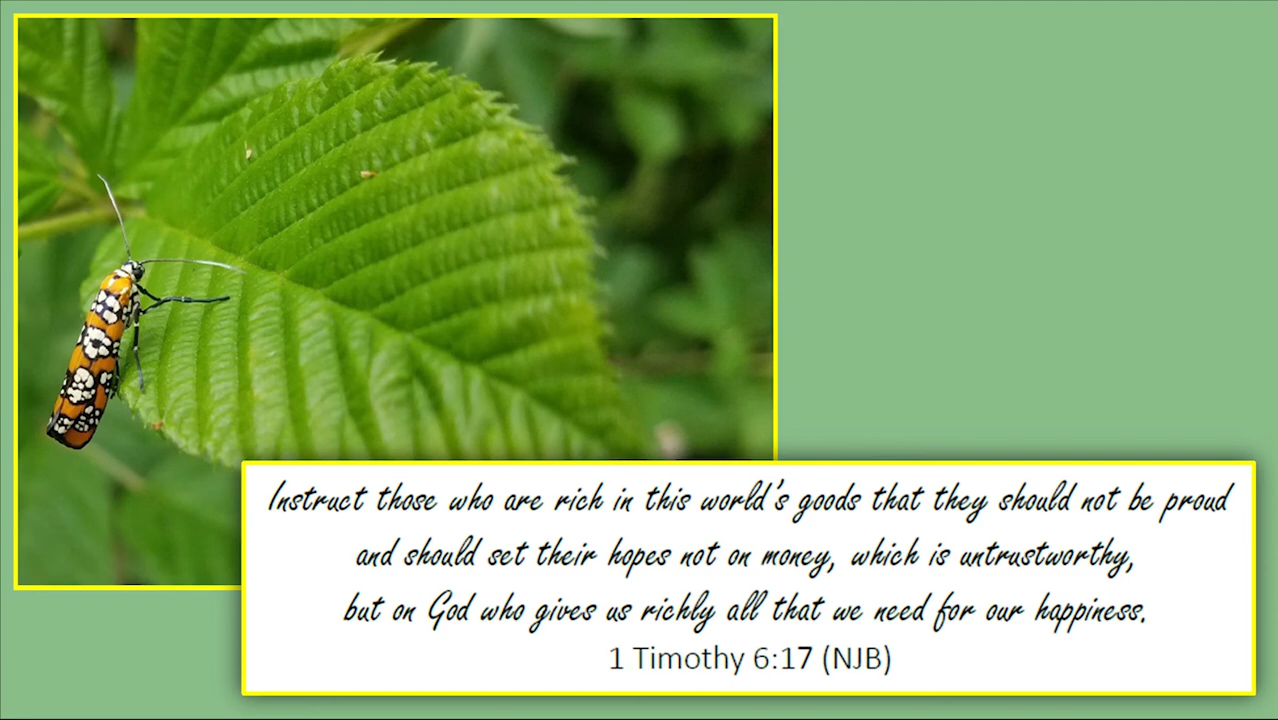 Instruct those who are rich in this world's goods that they should not be proud
and should set their hopes not on money, which is untrustworthy,
but on God who gives us richly all that we need for our happiness.
1 Timothy 6:17 (NJB)